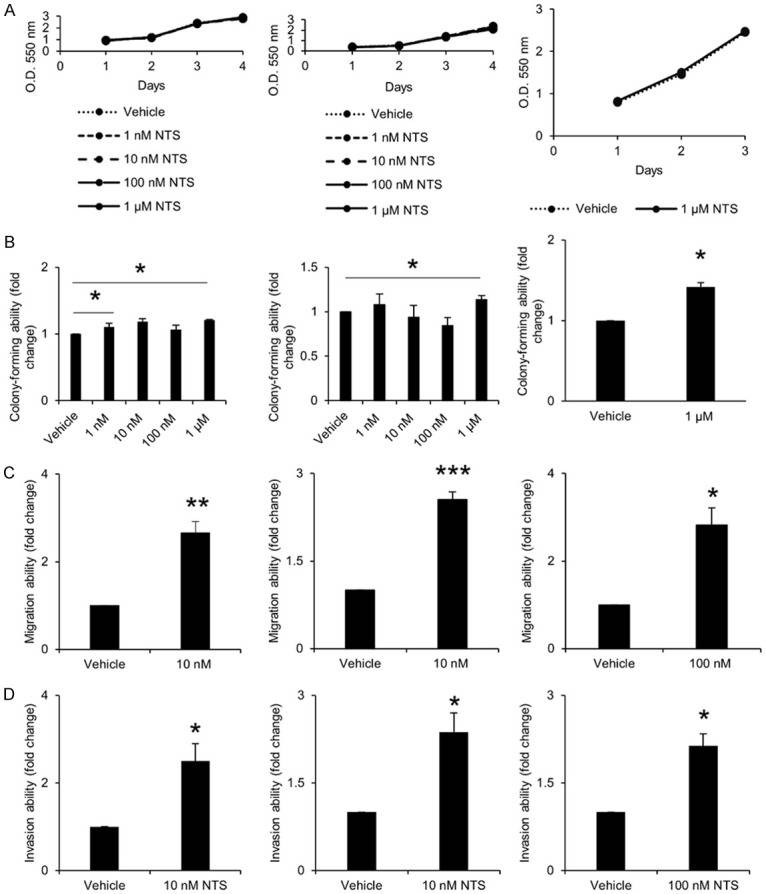 A
O.D. 550 nm
3
2
1
0
0 1 2 3 4
Days
Vehicle
1 nM NTS
10 nM NTS
100 nM NTS
1 µM NTS
O.D. 550 nm
3
2
1
0
0 1 2 3 4
Days
Vehicle
1 nM NTS
10 nM NTS
100 nM NTS
1 µM NTS
O.D. 550 nm
3
2
1
0
0 1 2 3
Days
Vehicle 1 µM NTS
B
Colony-forming ability (fold
change)
2
1
0
*
*
Vehicle 1 nM 10 nM 100 nM 1 µM
Colony-forming ability (fold
change)
1.5
1
0.5
0
*
Vehicle 1 nM 10 nM 100 nM 1 µM
Colony-forming ability (fold
change)
2
1
0
*
Vehicle 1 µM
C
Migration ability (fold change)
4
2
0
**
Vehicle 10 nM
Migration ability (fold change)
3
1.5
0
***
Vehicle 10 nM
Migration ability (fold change)
4
2
0
*
Vehicle 100 nM
D
Invasion ability (fold change)
4
2
0
*
Vehicle 10 nM NTS
Invasion ability (fold change)
3
1.5
0
*
Vehicle 10 nM NTS
Invasion ability (fold change)
3
1.5
0
*
Vehicle 100 nM NTS